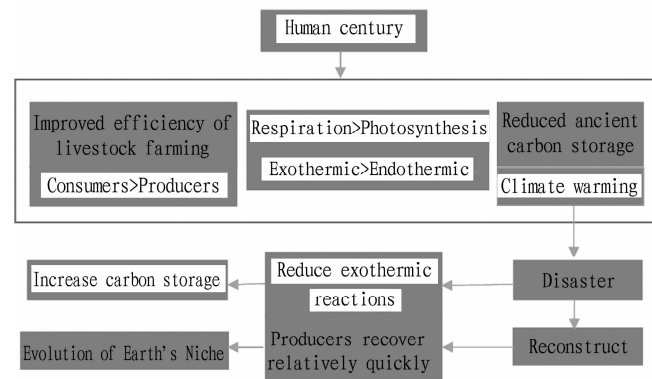 Human century
Improved efficiency of
livestock farming
Consumers>Producers
Respiration>Photosynthesis
Exothermic>Endothermic
Reduced ancient
carbon storage
Climate warming
Increase carbon storage
Reduce exothermic
reactions
Disaster
Evolution of Earth's Niche
Producers recover
relatively quickly
Reconstruct